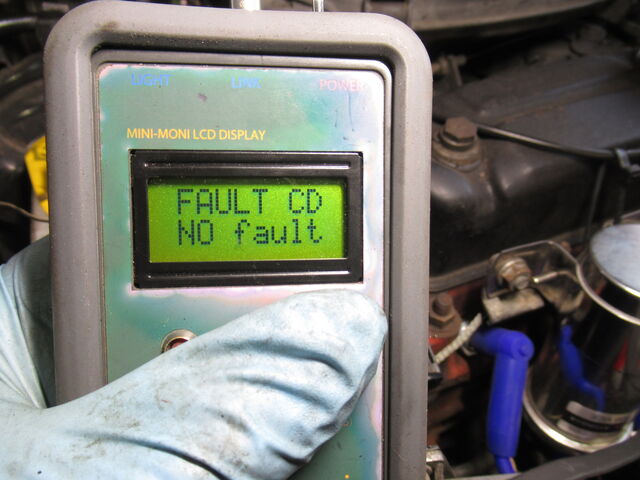 LIGHT LINK POWER
MINI-MONI LCD DISPLAY
FAULT CD
NO fault